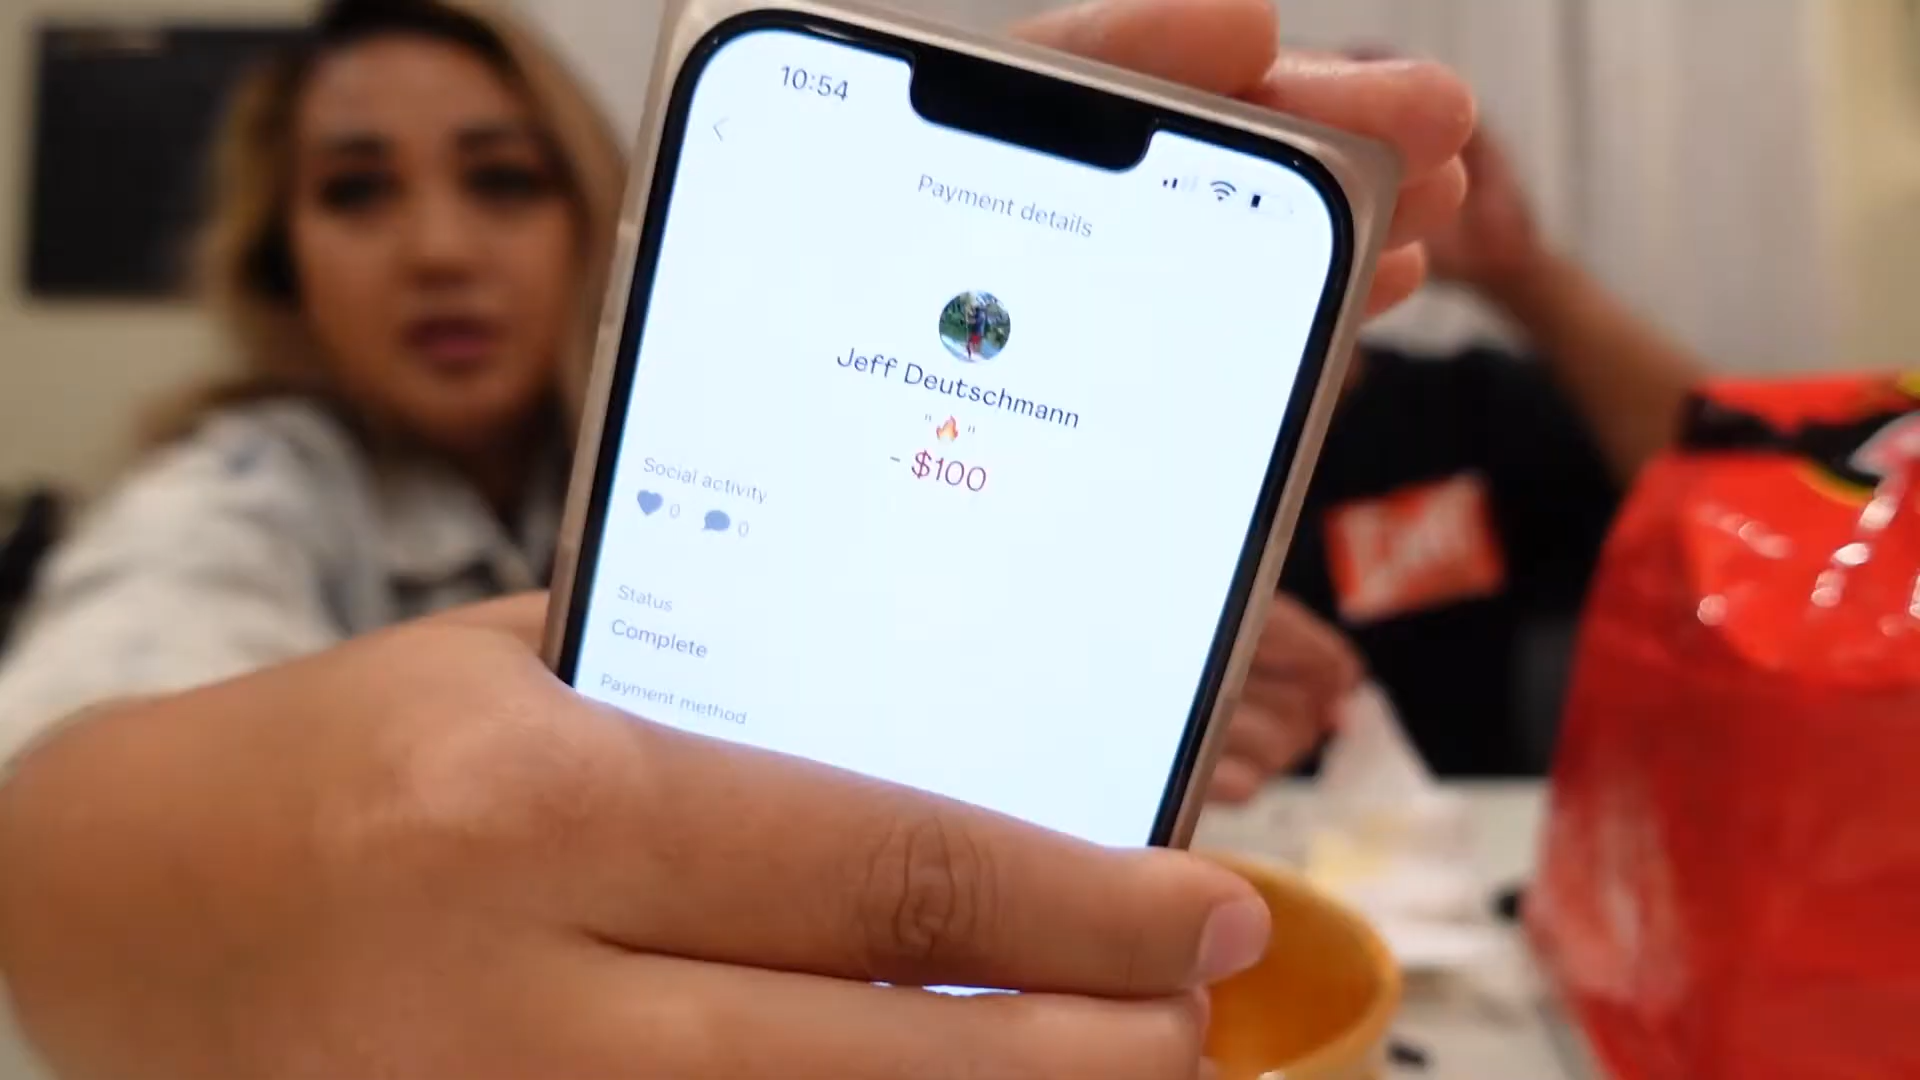 10:54
Payment details
Jeff Deutschmann
"🔥"
- $100
Social activity
0 0
Status
Complete
Payment method